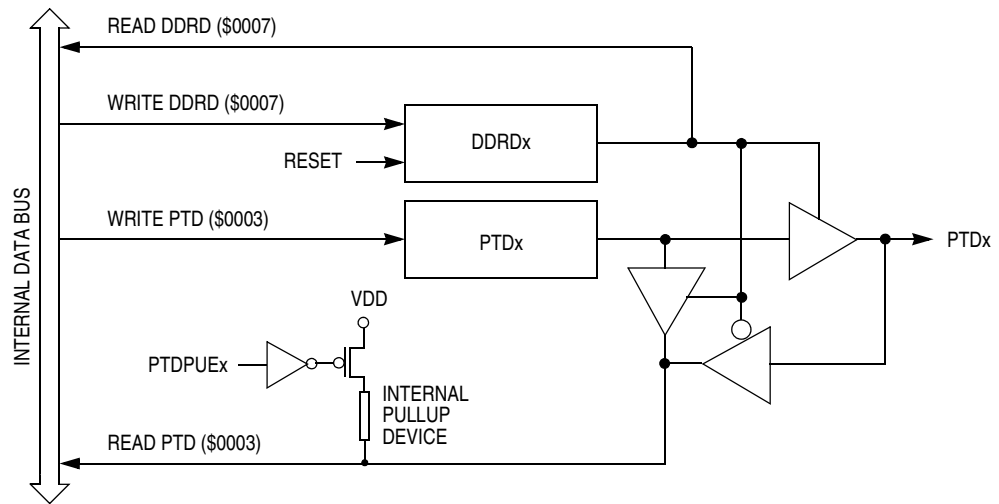 READ DDRD ($0007)
WRITE DDRD ($0007)
DDRDx
RESET
WRITE PTD ($0003)
PTDx
PTDx
VDD
PTDPUEx
INTERNAL
PULLUP
DEVICE
READ PTD ($0003)
INTERNAL DATA BUS